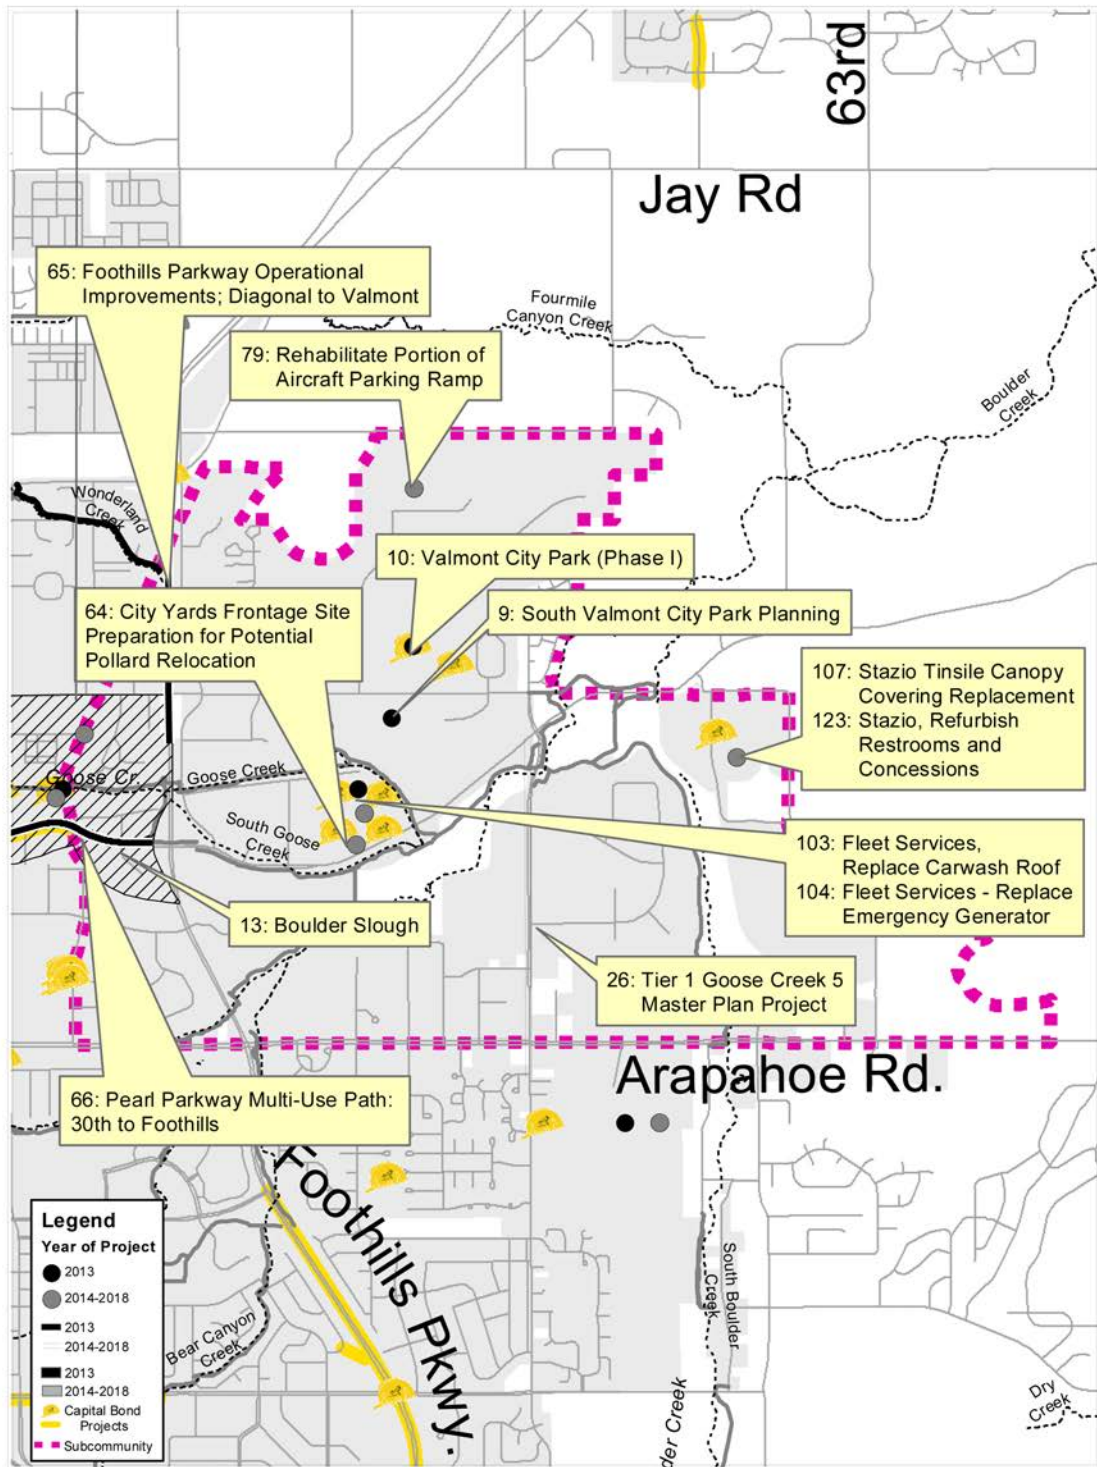 63rd
Jay Rd
65: Foothills Parkway Operational
Improvements; Diagonal to Valmont
Fourmile
Canyon Creek
79: Rehabilitate Portion of
Aircraft Parking Ramp
Boulder
Creek
Wonderland
Creek
10: Valmont City Park (Phase I)
64: City Yards Frontage Site
Preparation for Potential
Pollard Relocation
9: South Valmont City Park Planning
107: Stazio Tinsile Canopy
Covering Replacement
123: Stazio, Refurbish
Restrooms and
Concessions
Goose Cr.
Goose Creek
South Goose
Creek
103: Fleet Services,
Replace Carwash Roof
104: Fleet Services - Replace
Emergency Generator
13: Boulder Slough
26: Tier 1 Goose Creek 5
Master Plan Project
Arapahoe Rd.
66: Pearl Parkway Multi-Use Path:
30th to Foothills
Foothills Pkwy.
South Boulder
Creek
Bear Canyon
Creek
Dry
Creek
der Creek
Legend
Year of Project
2013
2014-2018
2013
2014-2018
2013
2014-2018
Capital Bond
Projects
Subcommunity